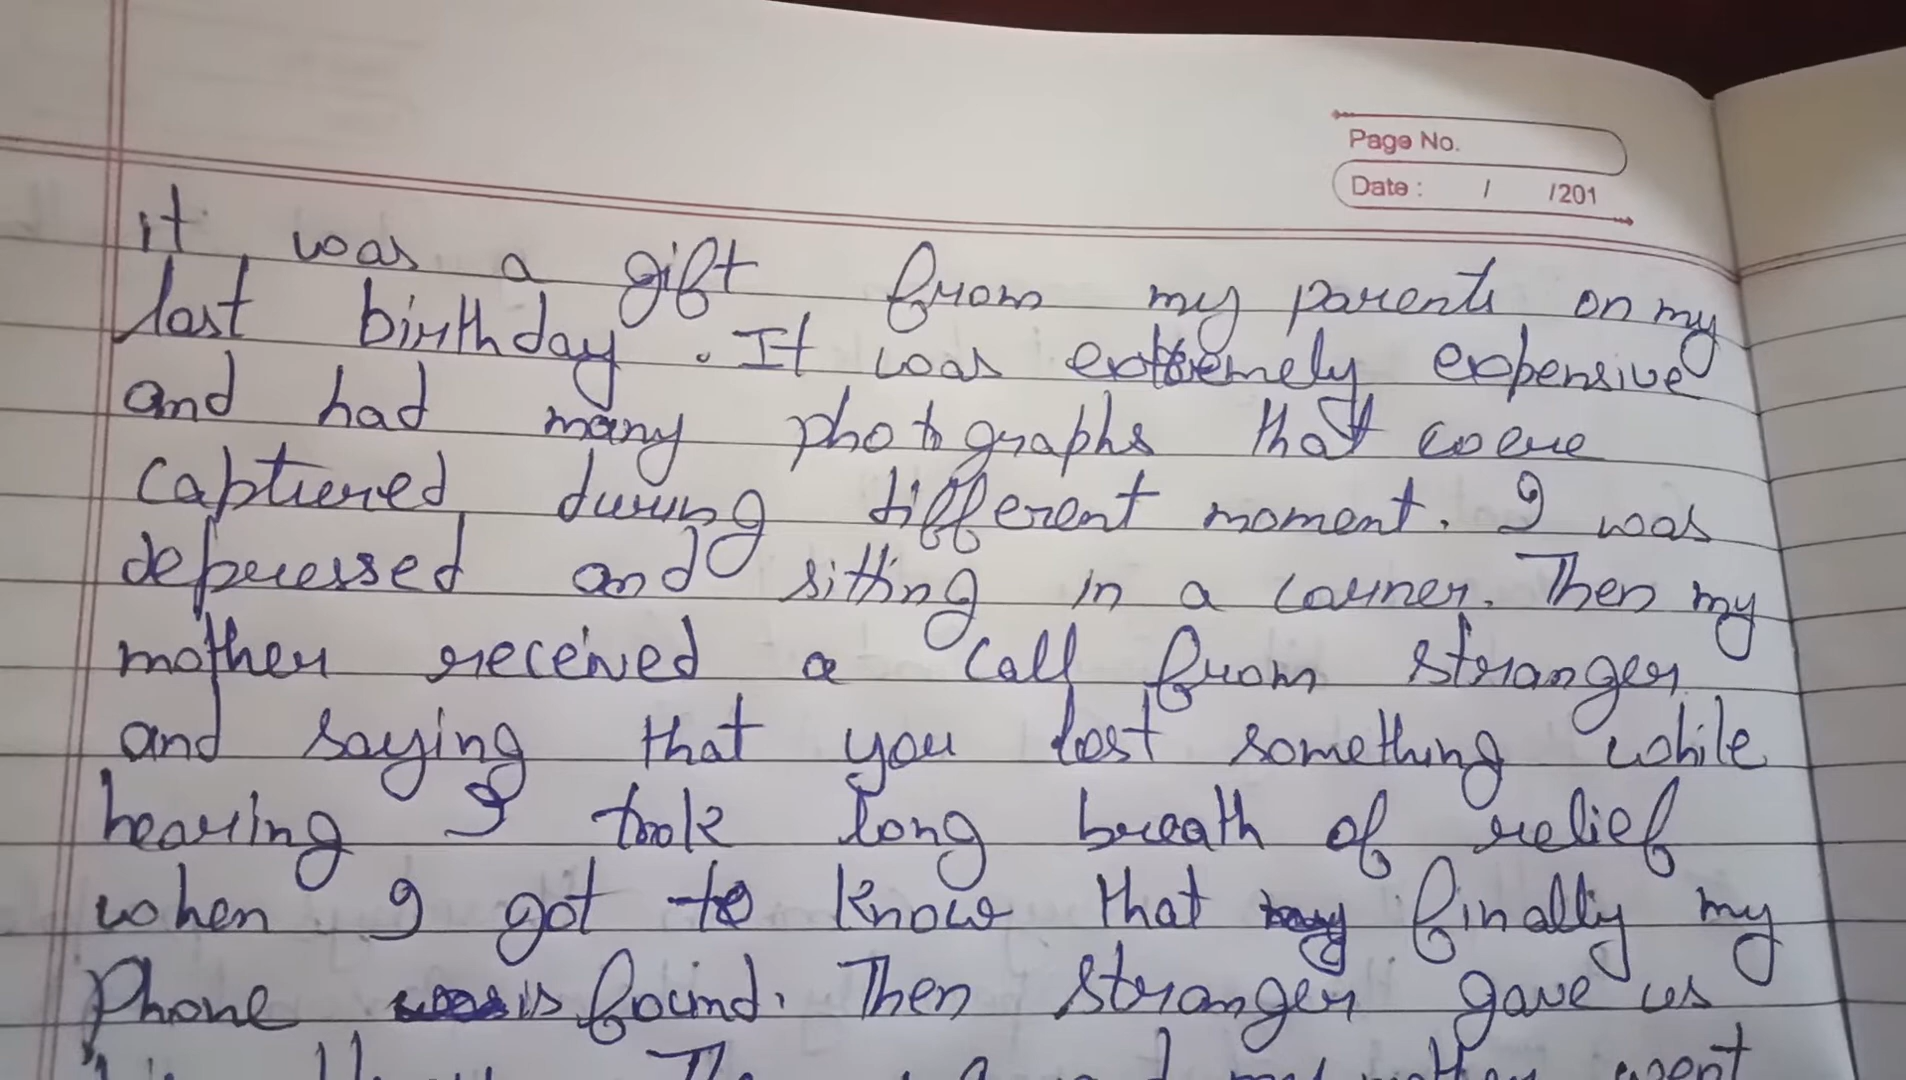 Page No.
Date : / /201
it was a gift from my parents on my
last birthday. It was extremely expensive
and had many photographs that were
captured during different moment. I was
depressed and sitting in a corner. Then my
mother received a call from stranger
and saying that you lost something while
hearing I took long breath of relief
when I got to know that finally my
Phone is found. Then stranger gave us